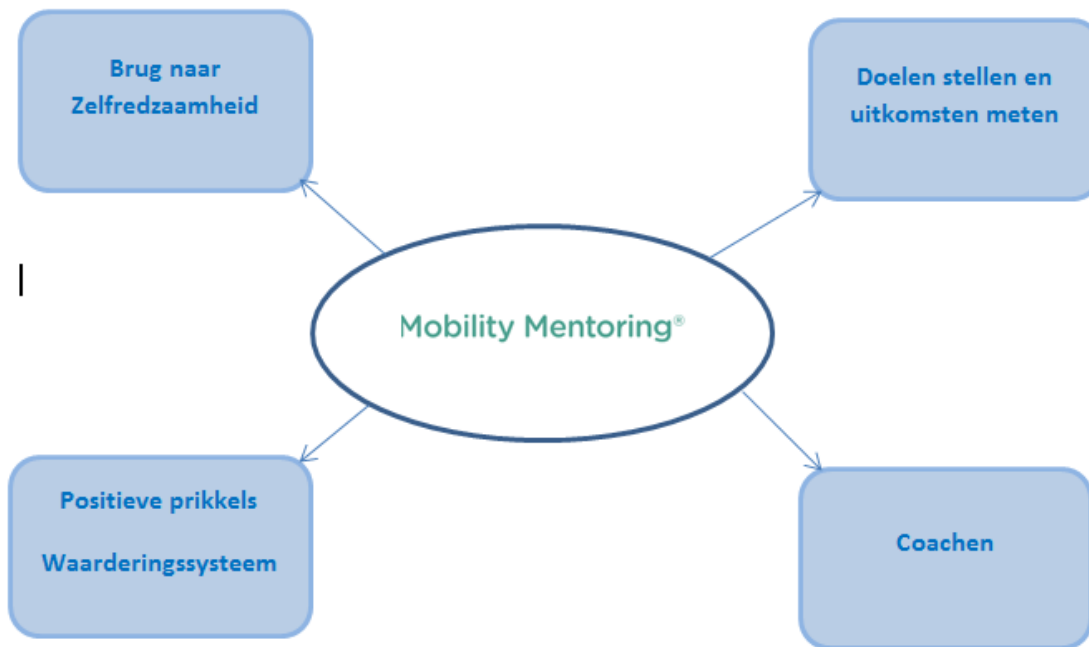 Brug naar
Zelfredzaamheid
Doelen stellen en
uitkomsten meten
Mobility Mentoring®
Positieve prikkels
Waarderingssysteem
Coachen